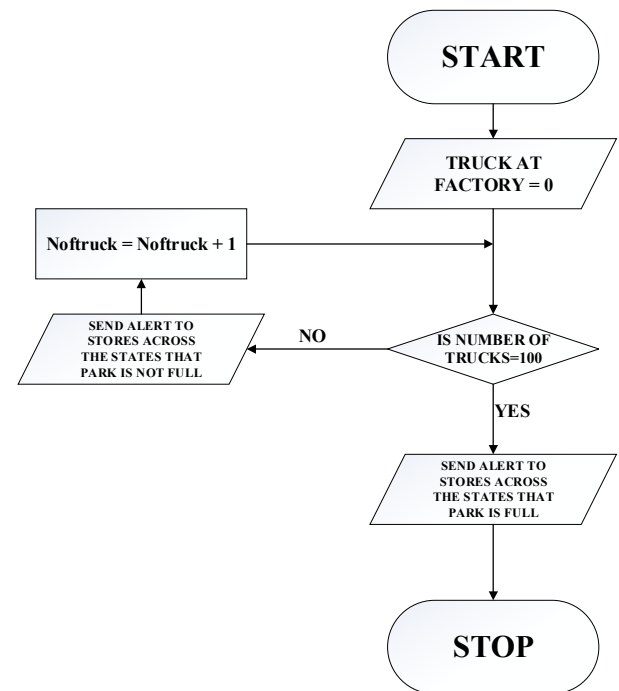 START
TRUCK AT
FACTORY = 0
Noftruck = Noftruck + 1
SEND ALERT TO
STORES ACROSS
THE STATES THAT
PARK IS NOT FULL
NO
IS NUMBER OF
TRUCKS=100
YES
SEND ALERT TO
STORES ACROSS
THE STATES THAT
PARK IS FULL
STOP